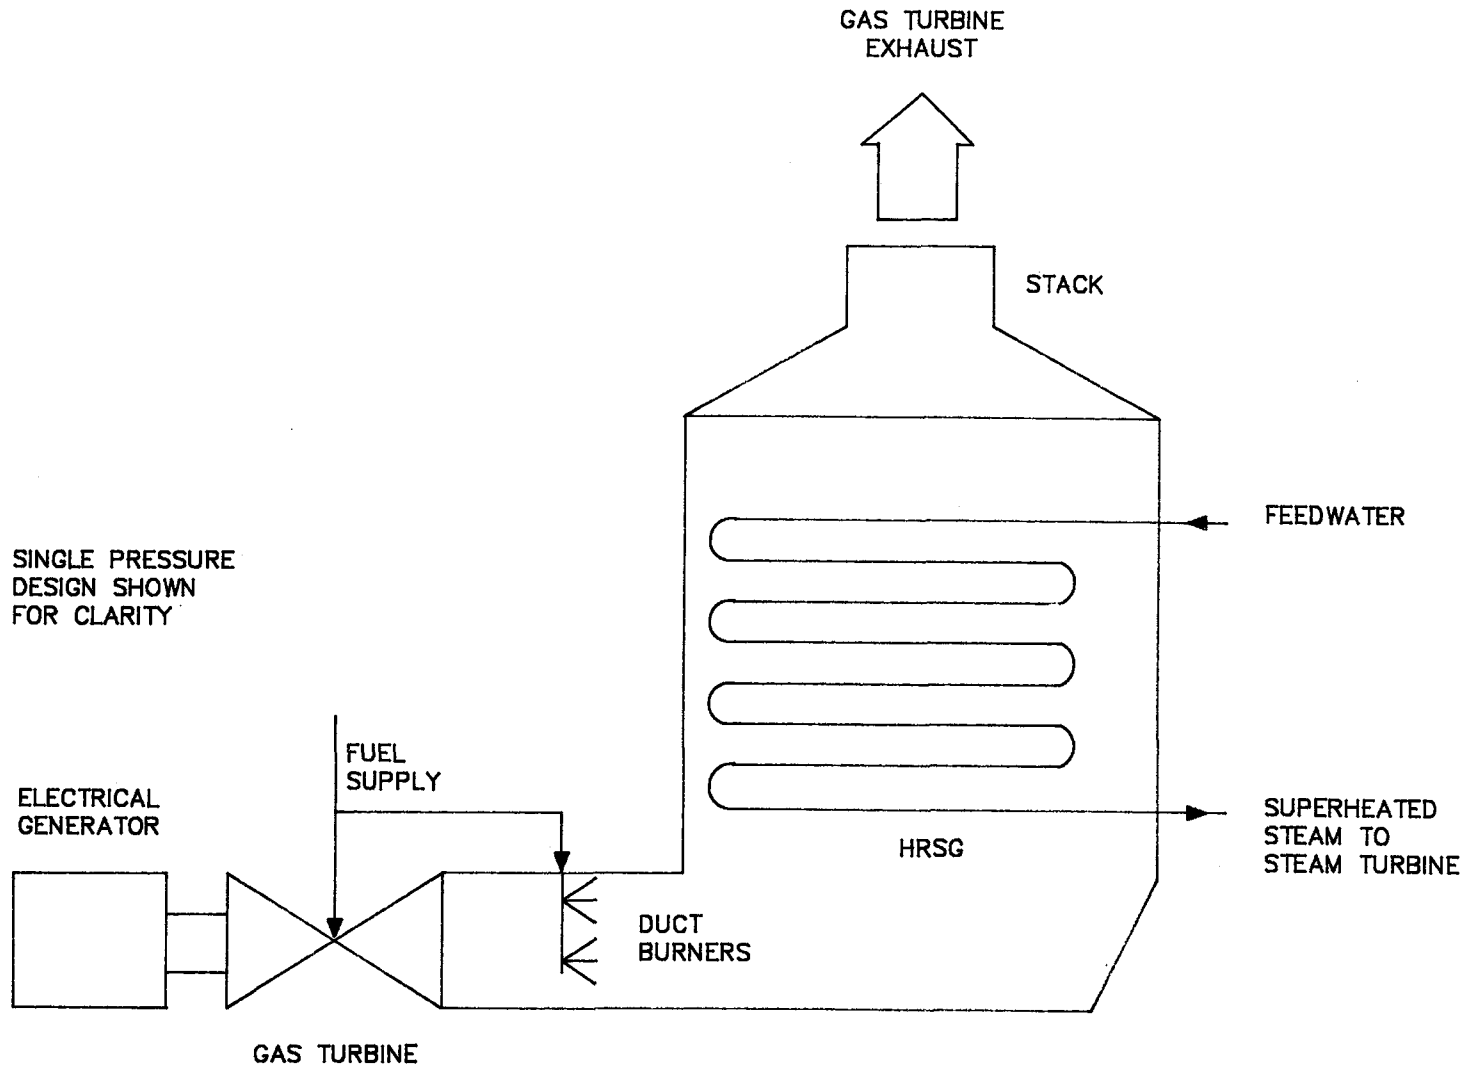 GAS TURBINE
EXHAUST
STACK
FEEDWATER
SINGLE PRESSURE
DESIGN SHOWN
FOR CLARITY
FUEL
SUPPLY
ELECTRICAL
GENERATOR
SUPERHEATED
STEAM TO
STEAM TURBINE
HRSG
DUCT
BURNERS
GAS TURBINE